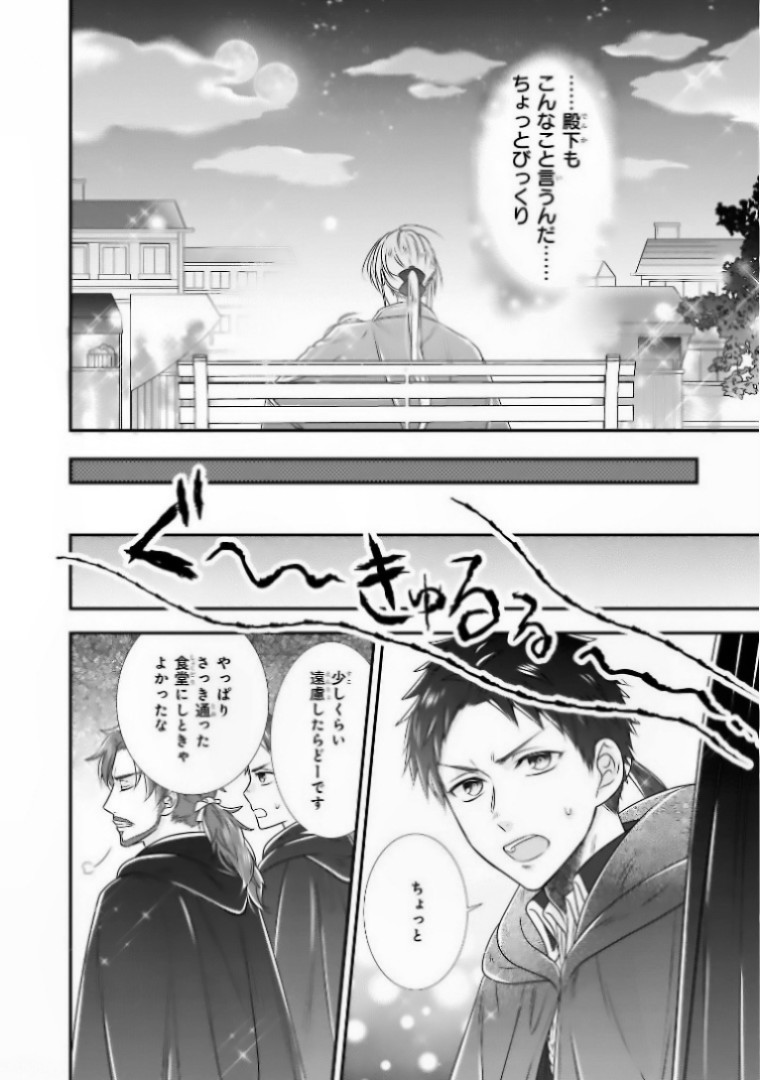 ……殿下も
こんなこと言うんだ……
ちょっとびっくり
ぐ〜〜きゅるるる〜
ちょっと
少しくらい
遠慮したらどーです
やっぱり
さっき通った
食堂にしときゃ
よかったな